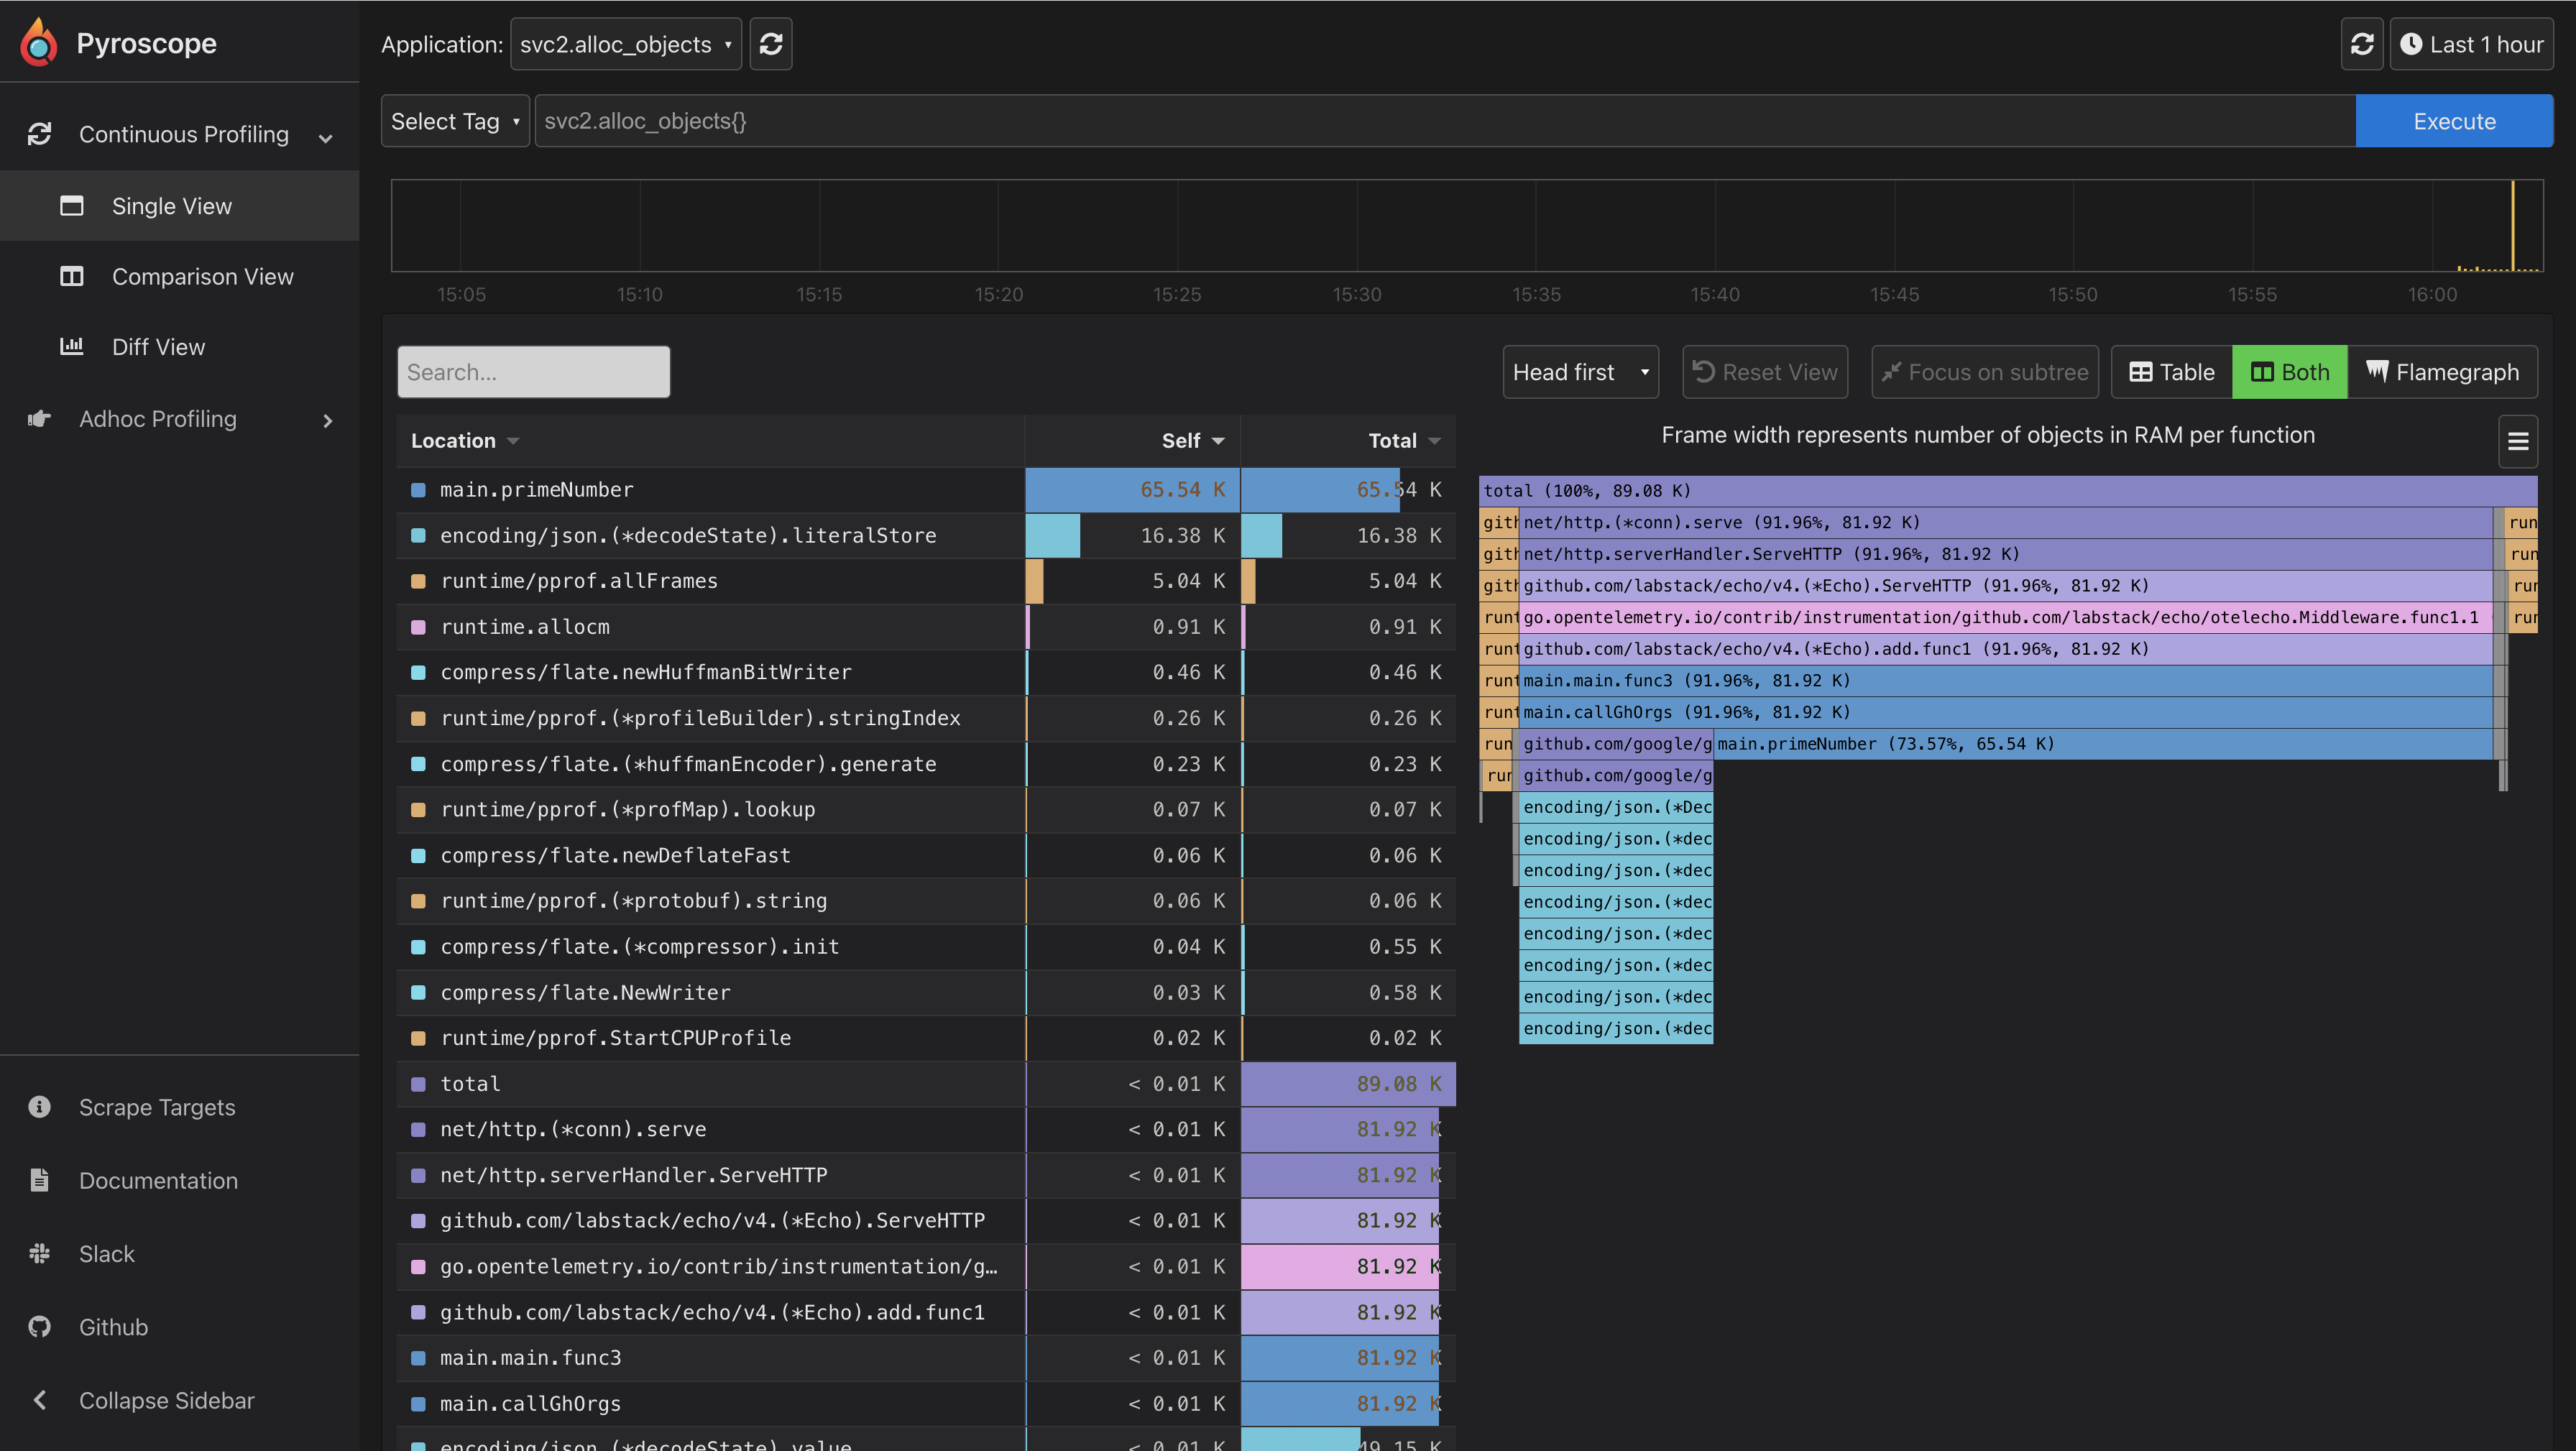 Pyroscope
Application: svc2.alloc_objects
Last 1 hour
Continuous Profiling
Select Tag
svc2.alloc_objects{}
Execute
Single View
Comparison View
Diff View
Adhoc Profiling
15:05 15:10 15:15 15:20 15:25 15:30 15:35 15:40 15:45 15:50 15:55 16:00
Search...
Head first
Reset View
Focus on subtree
Table
Both
Flamegraph
Location Self Total
main.primeNumber 65.54 K 65.54 K
encoding/json.(*decodeState).literalStore 16.38 K 16.38 K
runtime/pprof.allFrames 5.04 K 5.04 K
runtime.allocm 0.91 K 0.91 K
compress/flate.newHuffmanBitWriter 0.46 K 0.46 K
runtime/pprof.(*profileBuilder).stringIndex 0.26 K 0.26 K
compress/flate.(*huffmanEncoder).generate 0.23 K 0.23 K
runtime/pprof.(*profMap).lookup 0.07 K 0.07 K
compress/flate.newDeflateFast 0.06 K 0.06 K
runtime/pprof.(*protobuf).string 0.06 K 0.06 K
compress/flate.(*compressor).init 0.04 K 0.55 K
compress/flate.NewWriter 0.03 K 0.58 K
runtime/pprof.StartCPUProfile 0.02 K 0.02 K
total < 0.01 K 89.08 K
net/http.(*conn).serve < 0.01 K 81.92 K
net/http.serverHandler.ServeHTTP < 0.01 K 81.92 K
github.com/labstack/echo/v4.(*Echo).ServeHTTP < 0.01 K 81.92 K
go.opentelemetry.io/contrib/instrumentation/g… < 0.01 K 81.92 K
github.com/labstack/echo/v4.(*Echo).add.func1 < 0.01 K 81.92 K
main.main.func3 < 0.01 K 81.92 K
main.callGhOrgs < 0.01 K 81.92 K
encoding/json.(*decodeState).value < 0.01 K 49.15 K
Frame width represents number of objects in RAM per function
total (100%, 89.08 K)
gith net/http.(*conn).serve (91.96%, 81.92 K) run
gith net/http.serverHandler.ServeHTTP (91.96%, 81.92 K) run
gith github.com/labstack/echo/v4.(*Echo).ServeHTTP (91.96%, 81.92 K) run
runt go.opentelemetry.io/contrib/instrumentation/github.com/labstack/echo/otelecho.Middleware.func1.1 run
runt github.com/labstack/echo/v4.(*Echo).add.func1 (91.96%, 81.92 K)
runt main.main.func3 (91.96%, 81.92 K)
runt main.callGhOrgs (91.96%, 81.92 K)
run github.com/google/g main.primeNumber (73.57%, 65.54 K)
run github.com/google/g
encoding/json.(*Dec
encoding/json.(*dec
encoding/json.(*dec
encoding/json.(*dec
encoding/json.(*dec
encoding/json.(*dec
encoding/json.(*dec
encoding/json.(*dec
Scrape Targets
Documentation
Slack
Github
Collapse Sidebar